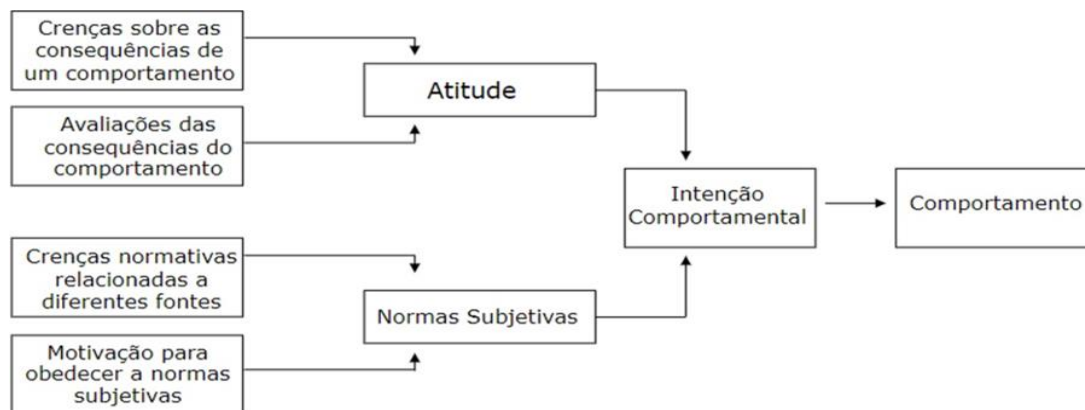 Crenças sobre as
consequências de
um comportamento
Avaliações das
consequências do
comportamento
Atitude
Crenças normativas
relacionadas a
diferentes fontes
Motivação para
obedecer a normas
subjetivas
Normas Subjetivas
Intenção
Comportamental
Comportamento